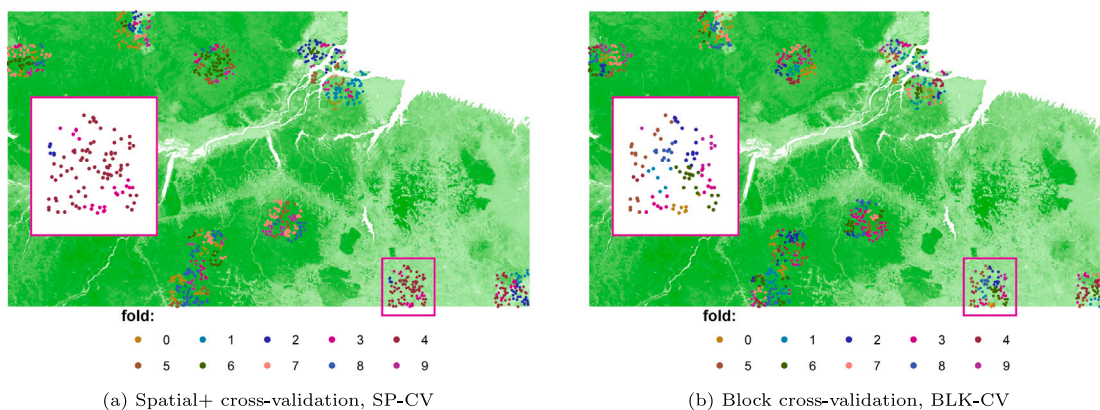 fold:
0 1 2 3 4
5 6 7 8 9
(a) Spatial+ cross-validation, SP-CV
fold:
0 1 2 3 4
5 6 7 8 9
(b) Block cross-validation, BLK-CV